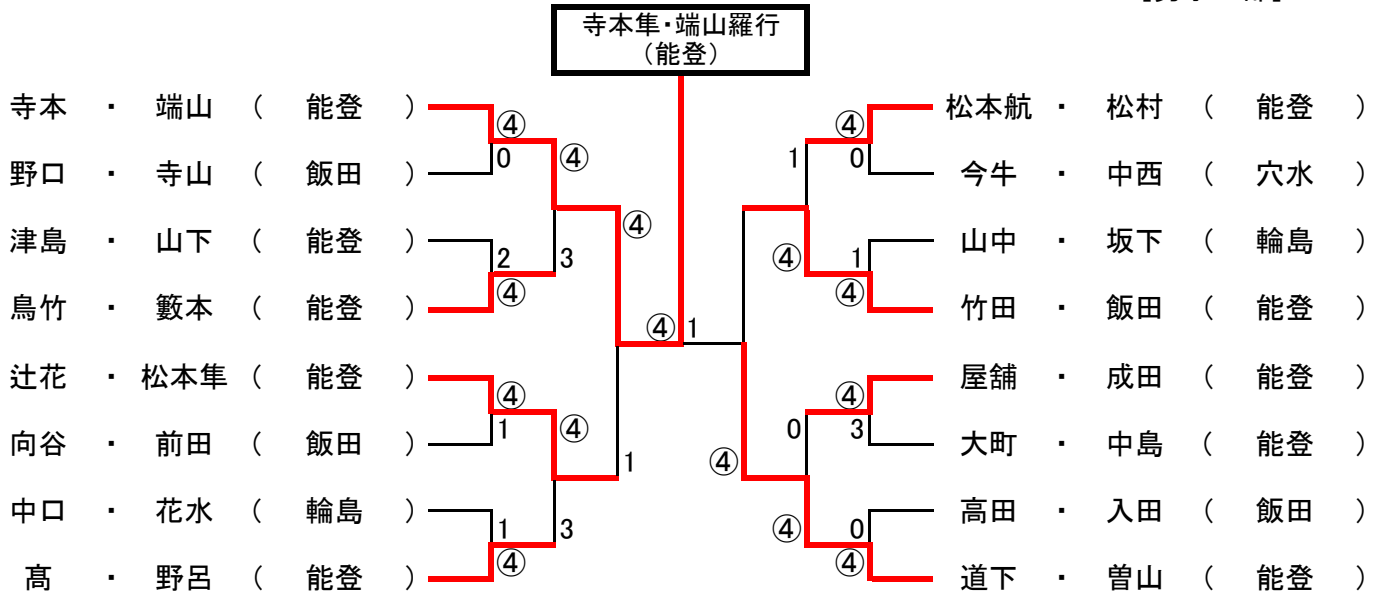 寺本隼・端山羅行
（能登）
寺本 ・ 端山 （ 能登 ）
野口 ・ 寺山 （ 飯田 ）
津島 ・ 山下 （ 能登 ）
鳥竹 ・ 籔本 （ 能登 ）
辻花 ・ 松本隼 （ 能登 ）
向谷 ・ 前田 （ 飯田 ）
中口 ・ 花水 （ 輪島 ）
髙 ・ 野呂 （ 能登 ）
④
0
2
④
④
1
1
④
④
3
④
3
④
1
④ 1
④
④
1
④
0
④
④
0
1
④
④
3
0
④
松本航 ・ 松村 （ 能登 ）
今牛 ・ 中西 （ 穴水 ）
山中 ・ 坂下 （ 輪島 ）
竹田 ・ 飯田 （ 能登 ）
屋舗 ・ 成田 （ 能登 ）
大町 ・ 中島 （ 能登 ）
高田 ・ 入田 （ 飯田 ）
道下 ・ 曽山 （ 能登 ）